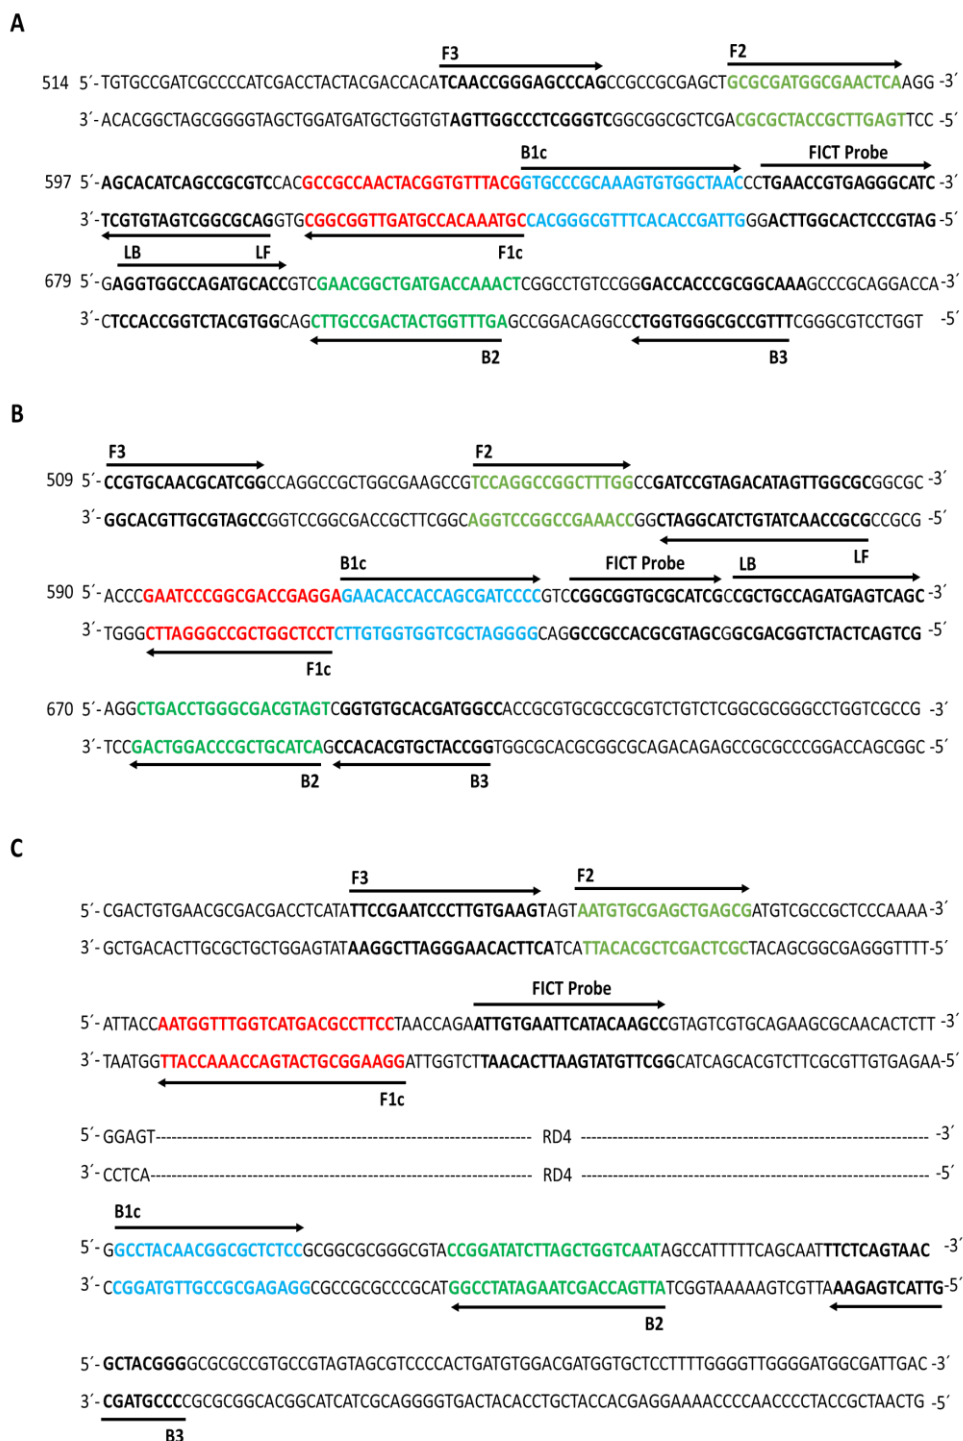 A
F3 F2
514 5´-TGTGCCGATCGCCCCATCGACCTACTACGACCACATCAACCGGGAGCCCAGCCGCCGCGAGCTGCGCGATGGCGAACTCAAGG-3´
3´-ACACGGCTAGCGGGGTAGCTGGATGATGCTGGTGTAGTTGGCCCTCGGGTCGGCGGCGCTCGACGCGCTACCGCTTGAGTTCC-5´
B1c FICT Probe
597 5´-AGCACATCAGCCGCGTCCACGCCGCCAACTACGGTGTTTACGGTGCCCGCAAAGTGTGGCTAACCCTGAACCGTGAGGGCATC-3´
3´-TCGTGTAGTCGGCGCAGGTGCGGCGGTTGATGCCACAAATGCCACGGGCGTTTCACACCGATTGGGACTTGGCACTCCCGTAG-5´
LB LF F1c
679 5´-GAGGTGGCCAGATGCACCGTCGAACGGCTGATGACCAAACTCGGCCTGTCCGGGACCACCCGCGGCAAAGCCCGCAGGACCA-3´
3´-CTCCACCGGTCTACGTGGCAGCTTGCCGACTACTGGTTTGAGCCGGACAGGCCCTGGTGGGCGCCGTTTCGGGCGTCCTGGT -5´
B2 B3
B
F3 F2
509 5´-CCGTGCAACGCATCGGCCAGGCCGCTGGCGAAGCCGTCCAGGCCGGCTTTGGCCGATCCGTAGACATAGTTGGCGCGGCGC-3´
3´-GGCACGTTGCGTAGCCGGTCCGGCGACCGCTTCGGCAGGTCCGGCCGAAACCGGCTAGGCATCTGTATCAACCGCGCCGCG-5´
B1c FICT Probe LB LF
590 5´-ACCCGAATCCCGGCGACCGAGGAGAACACCACCAGCGATCCCCGTCCGGCGGTGCGCATCGCCGCTGCCAGATGAGTCAGC-3´
3´-TGGGCTTAGGGCCGCTGGCTCCTCTTGTGGTGGTCGCTAGGGGCAGGCCGCCACGCGTAGCGGCGACGGTCTACTCAGTCG-5´
F1c
670 5´-AGGCTGACCTGGGCGACGTAGTCGGTGTGCACGATGGCCACCGCGTGCGCCGCGTCTGTCTCGGCGCGGGCCTGGTCGCCG-3´
3´-TCCGACTGGACCCGCTGCATCAGCCACACGTGCTACCGGTGGCGCACGCGGCGCAGACAGAGCCGCGCCCGGACCAGCGGC-5´
B2 B3
C
F3 F2
5´-CGACTGTGAACGCGACGACCTCATATTCCGAATCCCTTGTGAAGTAGTAATGTGCGAGCTGAGCGATGTCGCCGCTCCCAAAA-3´
3´-GCTGACACTTGCGCTGCTGGAGTATAAGGCTTAGGGAACACTTCATCATTACACGCTCGACTCGCTACAGCGGCGAGGGTTTT-5´
FICT Probe
5´-ATTACCAATGGTTTGGTCATGACGCCTTCCTAACCAGAATTGTGAATTCATACAAGCCGTAGTCGTGCAGAAGCGCAACACTCTT-3´
3´-TAATGGTTACCAAACCAGTACTGCGGAAGGATTGGTCTTAACACTTAAGTATGTTCGGCATCAGCACGTCTTCGCGTTGTGAGAA-5´
F1c
5´-GGAGT-------- RD4 --------3´
3´-CCTCA-------- RD4 --------5´
B1c
5´-GGCCTACAACGGCGCTCTCCGCGGCGCGGGCGTACCGGATATCTTAGCTGGTCAATAGCCATTTTTCAGCAATTTCTCAGTAAC-3´
3´-CCGGATGTTGCCGCGAGAGGCGCCGCGCCCGCATGGCCTATAGAATCGACCAGTTATCGGTAAAAAGTCGTTAAAGAGTCATTG-5´
B2
5´-GCTACGGGGCGCGCCGTGCCGTAGTAGCGTCCCCACTGATGTGGACGATGGTGCTCCTTTTGGGGTTGGGGATGGCGATTGAC-3´
3´-CGATGCCCCGCGCGGCACGGCATCATCGCAGGGGTGACTACACCTGCTACCACGAGGAAAACCCCAACCCCTACCGCTAACTG-5´
B3